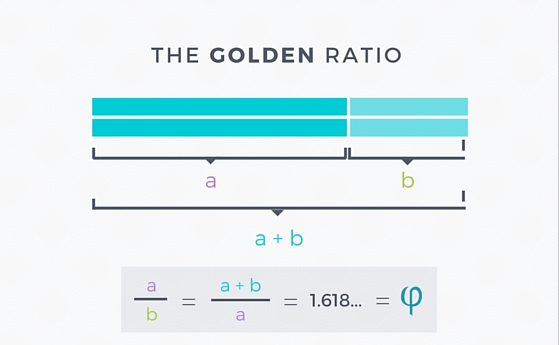 THE GOLDEN RATIO
a
b
a + b
a/b = a + b/a = 1.618... = φ